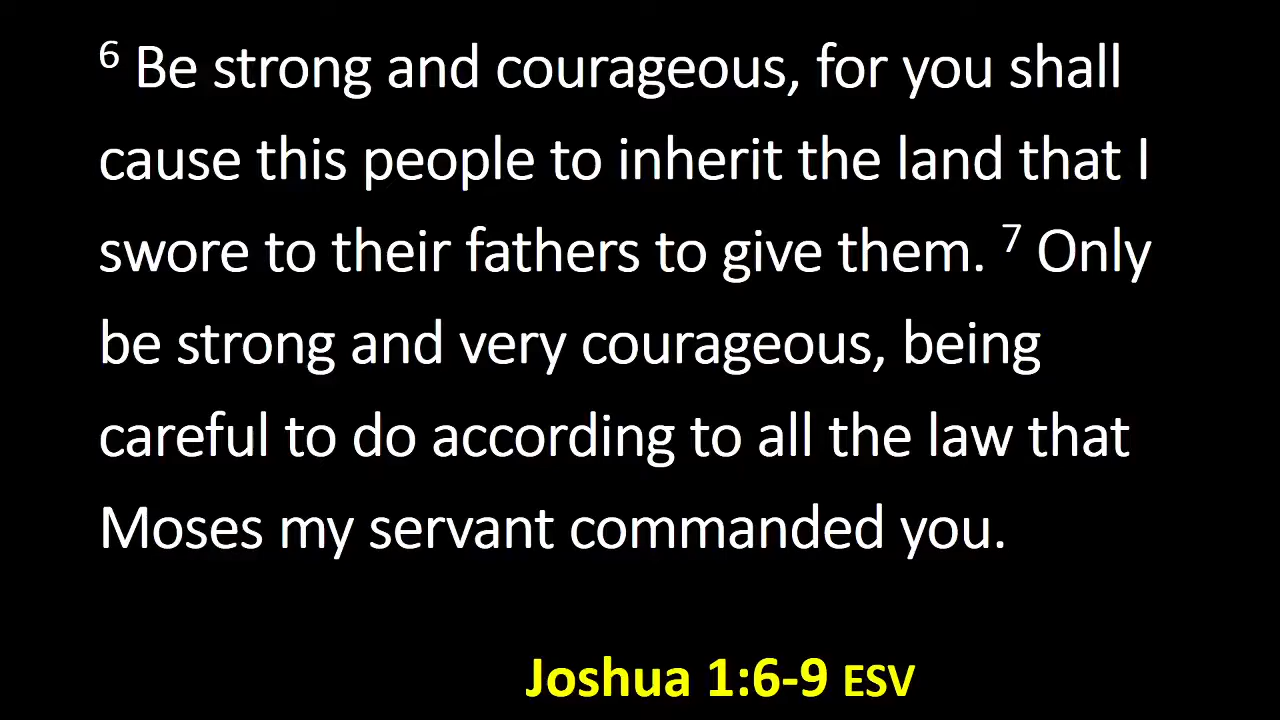 ⁶ Be strong and courageous, for you shall
cause this people to inherit the land that I
swore to their fathers to give them. ⁷ Only
be strong and very courageous, being
careful to do according to all the law that
Moses my servant commanded you.
Joshua 1:6-9 ESV